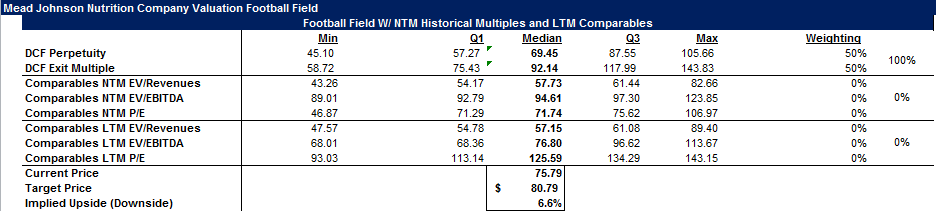 Mead Johnson Nutrition Company Valuation Football Field
Football Field W/ NTM Historical Multiples and LTM Comparables
Min Q1 Median Q3 Max Weighting
DCF Perpetuity 45.10 57.27 69.45 87.55 105.66 50%
100%
DCF Exit Multiple 58.72 75.43 92.14 117.99 143.83 50%
Comparables NTM EV/Revenues 43.26 54.17 57.73 61.44 82.66 0%
Comparables NTM EV/EBITDA 89.01 92.79 94.61 97.30 123.85 0% 0%
Comparables NTM P/E 46.87 71.29 71.74 75.62 106.97 0%
Comparables LTM EV/Revenues 47.57 54.78 57.15 61.08 89.40 0%
Comparables LTM EV/EBITDA 68.01 68.36 76.80 96.62 113.67 0% 0%
Comparables LTM P/E 93.03 113.14 125.59 134.29 143.15 0%
Current Price 75.79
Target Price $ 80.79
Implied Upside (Downside) 6.6%